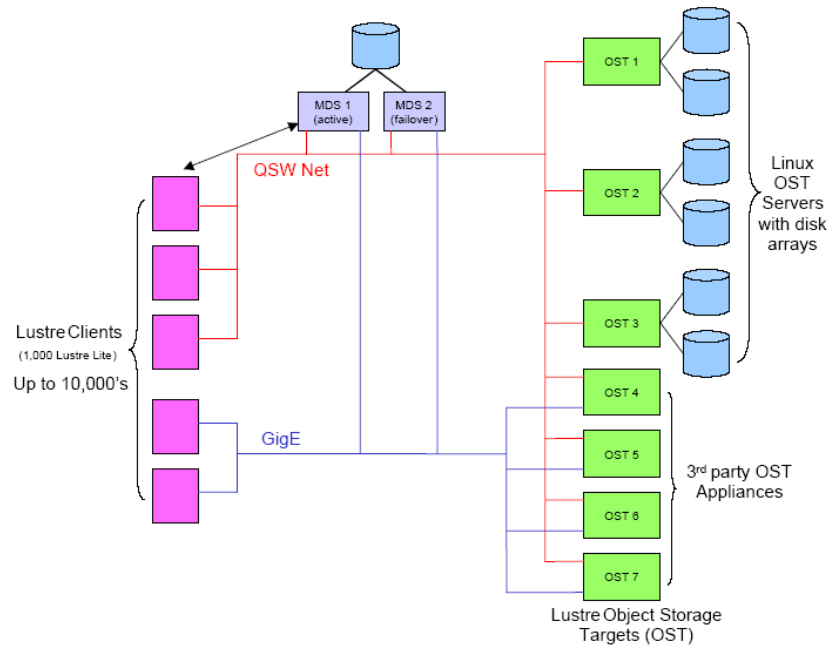 MDS 1
(active)
MDS 2
(failover)
QSW Net
OST 1
OST 2
OST 3
OST 4
OST 5
OST 6
OST 7
Linux
OST
Servers
with disk
arrays
Lustre Clients
(1,000 Lustre Lite)
Up to 10,000's
GigE
3rd party OST
Appliances
Lustre Object Storage
Targets (OST)